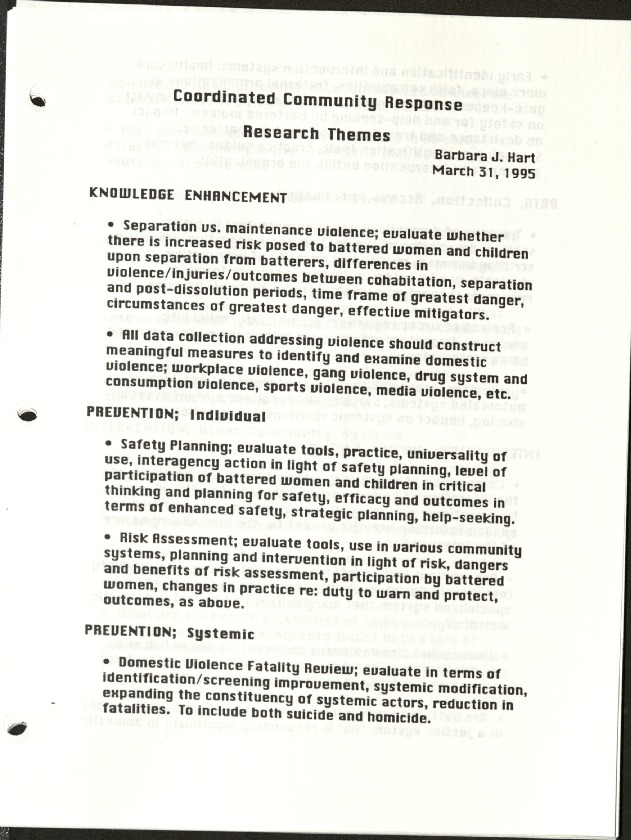 Coordinated Community Response
Research Themes
Barbara J. Hart
March 31, 1995
KNOWLEDGE ENHANCEMENT
• Separation vs. maintenance violence; evaluate whether
there is increased risk posed to battered women and children
upon separation from batterers, differences in
violence/injuries/outcomes between cohabitation, separation
and post-dissolution periods, time frame of greatest danger,
circumstances of greatest danger, effective mitigators.
• All data collection addressing violence should construct
meaningful measures to identify and examine domestic
violence; workplace violence, gang violence, drug system and
consumption violence, sports violence, media violence, etc.
PREVENTION; Individual
• Safety Planning; evaluate tools, practice, universality of
use, interagency action in light of safety planning, level of
participation of battered women and children in critical
thinking and planning for safety, efficacy and outcomes in
terms of enhanced safety, strategic planning, help-seeking.
• Risk Assessment; evaluate tools, use in various community
systems, planning and intervention in light of risk, dangers
and benefits of risk assessment, participation by battered
women, changes in practice re: duty to warn and protect,
outcomes, as above.
PREVENTION; Systemic
• Domestic Violence Fatality Review; evaluate in terms of
identification/screening improvement, systemic modification,
expanding the constituency of systemic actors, reduction in
fatalities. To include both suicide and homicide.